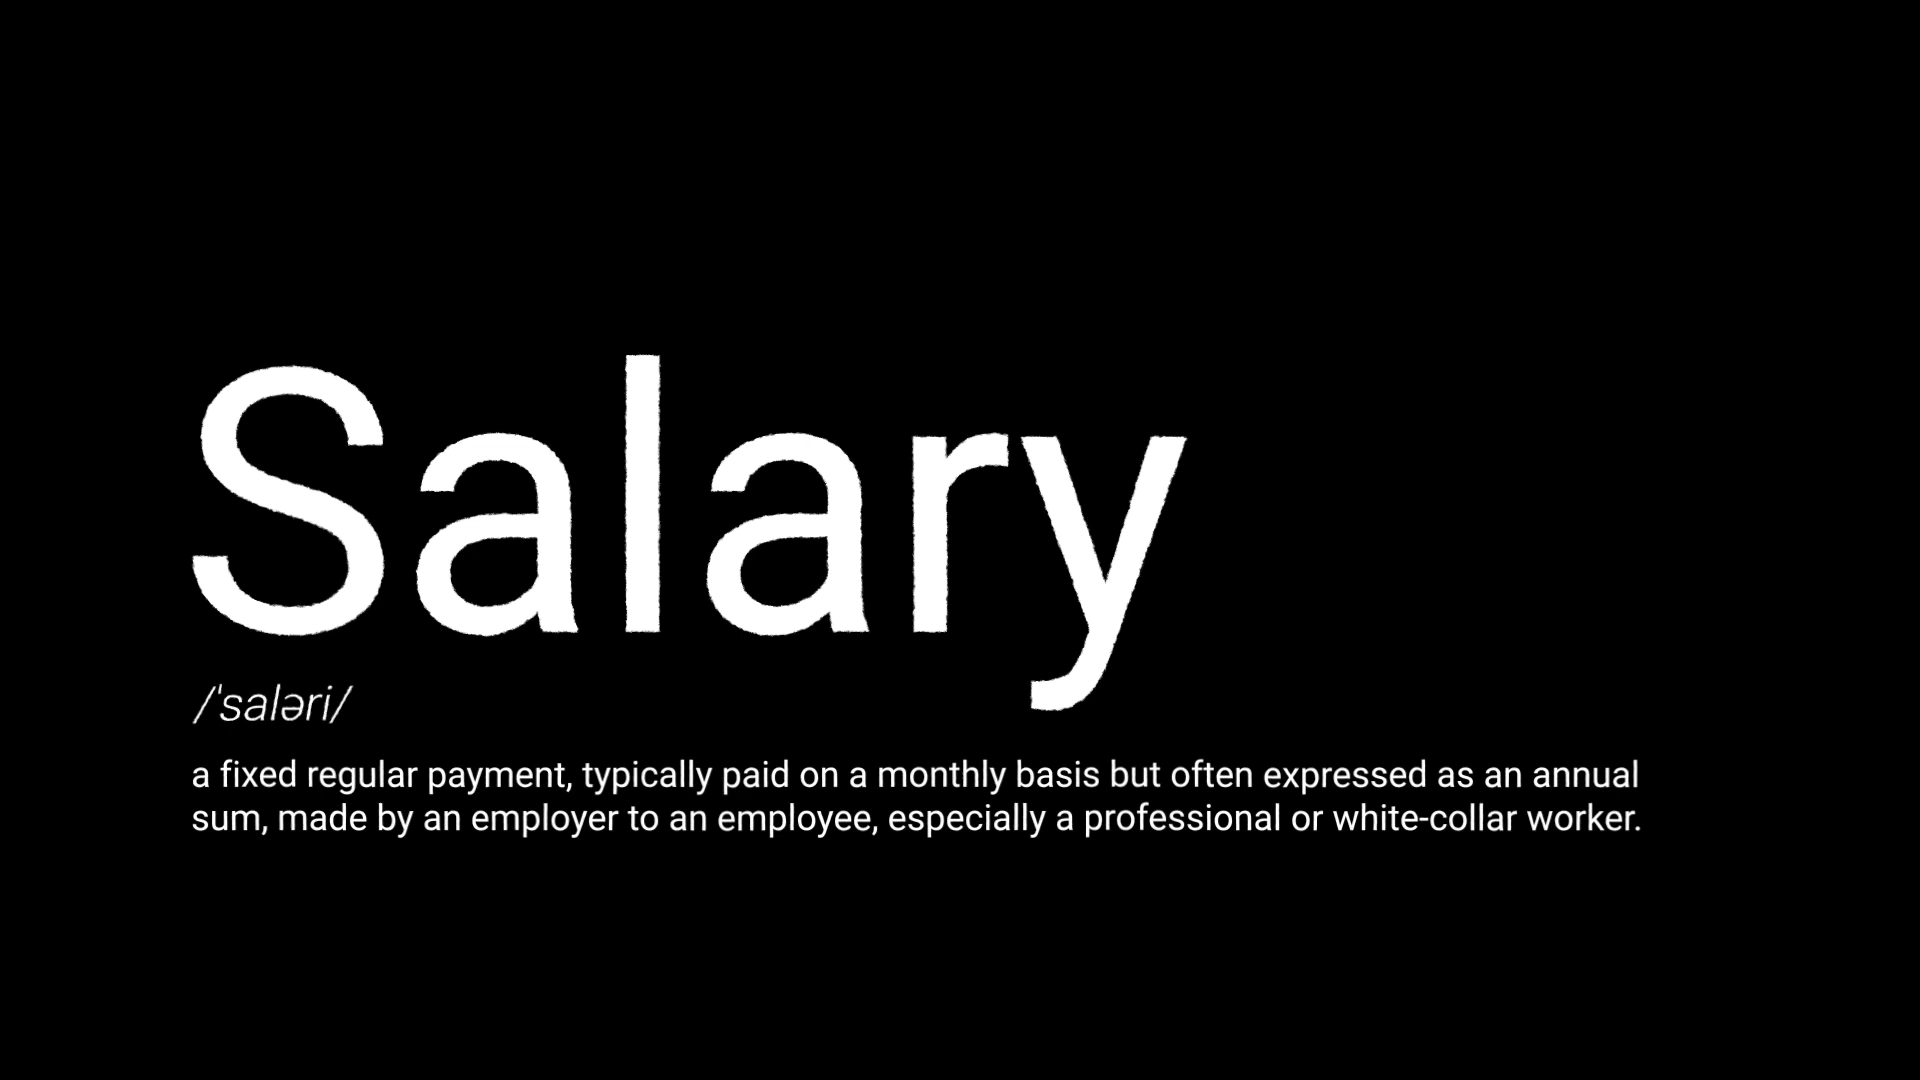 Salary
/ˈsaləri/
a fixed regular payment, typically paid on a monthly basis but often expressed as an annual
sum, made by an employer to an employee, especially a professional or white-collar worker.